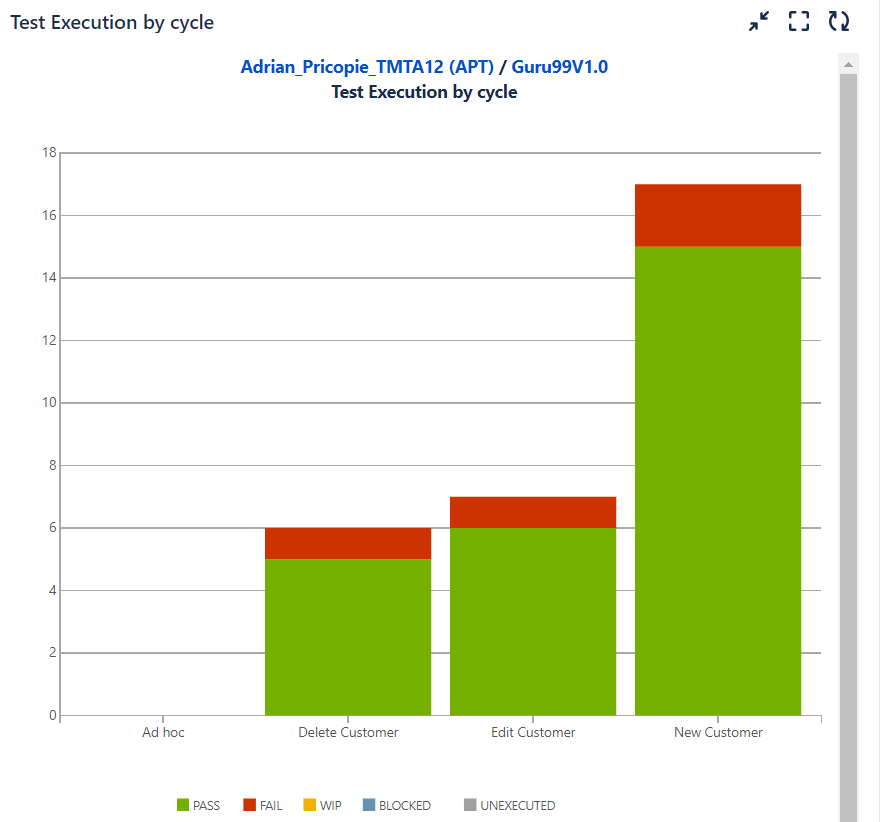 Test Execution by cycle
Adrian_Pricopie_TMTA12 (APT) / Guru99V1.0
Test Execution by cycle
18
16
14
12
10
8
6
4
2
0
Ad hoc Delete Customer Edit Customer New Customer
PASS FAIL WIP BLOCKED UNEXECUTED